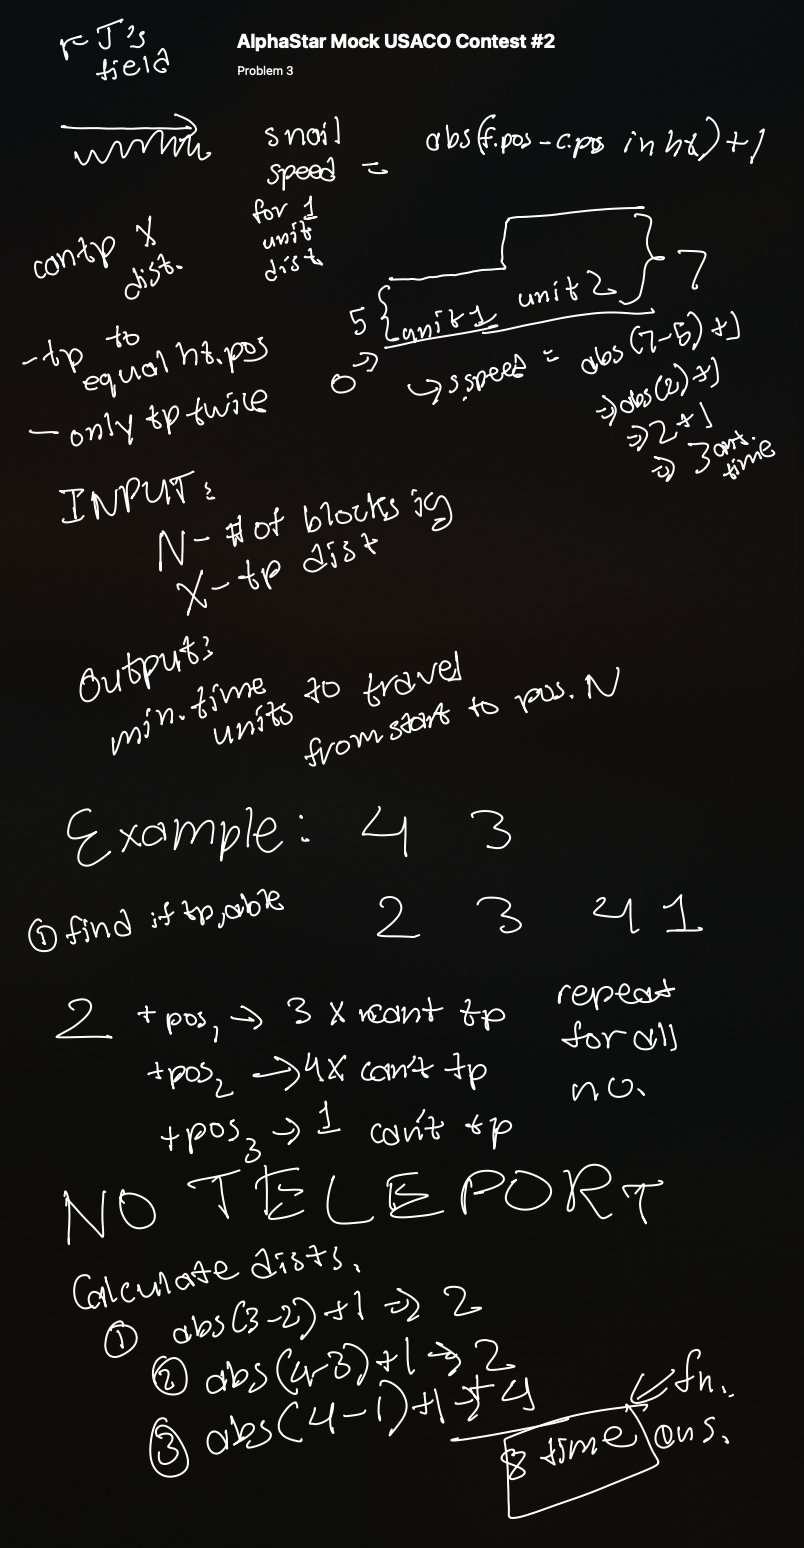 r J's
field
AlphaStar Mock USACO Contest #2
Problem 3
snail
speed =
for 1
unit
dist
abs(f.pos - c.pos in ht) + 1
can tp X
dist.
5
unit 1 unit 2
7
0
- tp to
equal ht. pos
- only tp twice
s.speed = abs(7-5)+1
⇒ abs(2)+1
⇒ 2+1
⇒ 3 time
INPUT:
N - # of blocks ig
X - tp dist
Output:
min. time
units to travel
from start to pos. N
Example: 4 3
2 3 4 1
① find if tp,able
2 + pos₁ → 3 X can't tp
+pos₂ → 4X can't tp
+pos₃ → 1 can't tp
repeat
for all
no.
NO TELEPORT
Calculate dists.
① abs(3-2)+1 ⇒ 2
② abs(4-3)+1 → 2
③ abs(4-1)+1 → 4
8 time
fn.
ans.